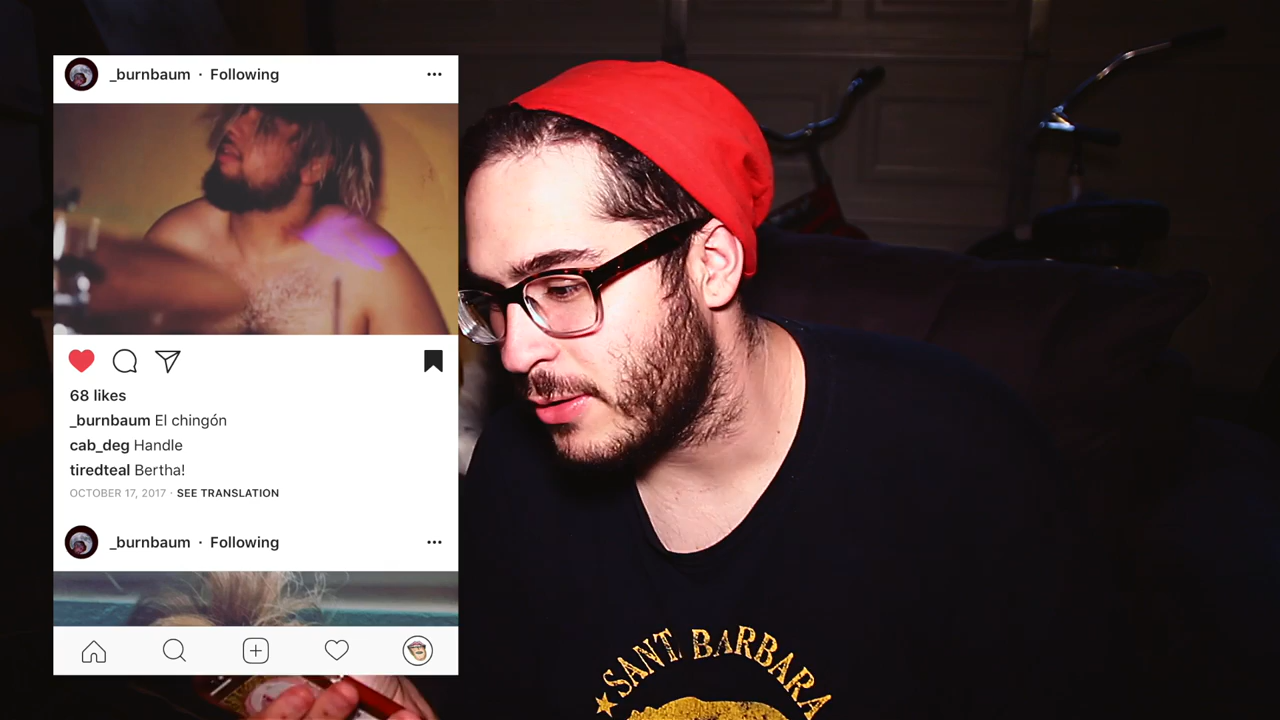 _burnbaum · Following
68 likes
_burnbaum El chingón
cab_deg Handle
tiredteal Bertha!
OCTOBER 17, 2017 · SEE TRANSLATION
_burnbaum · Following
SANTA BARBARA